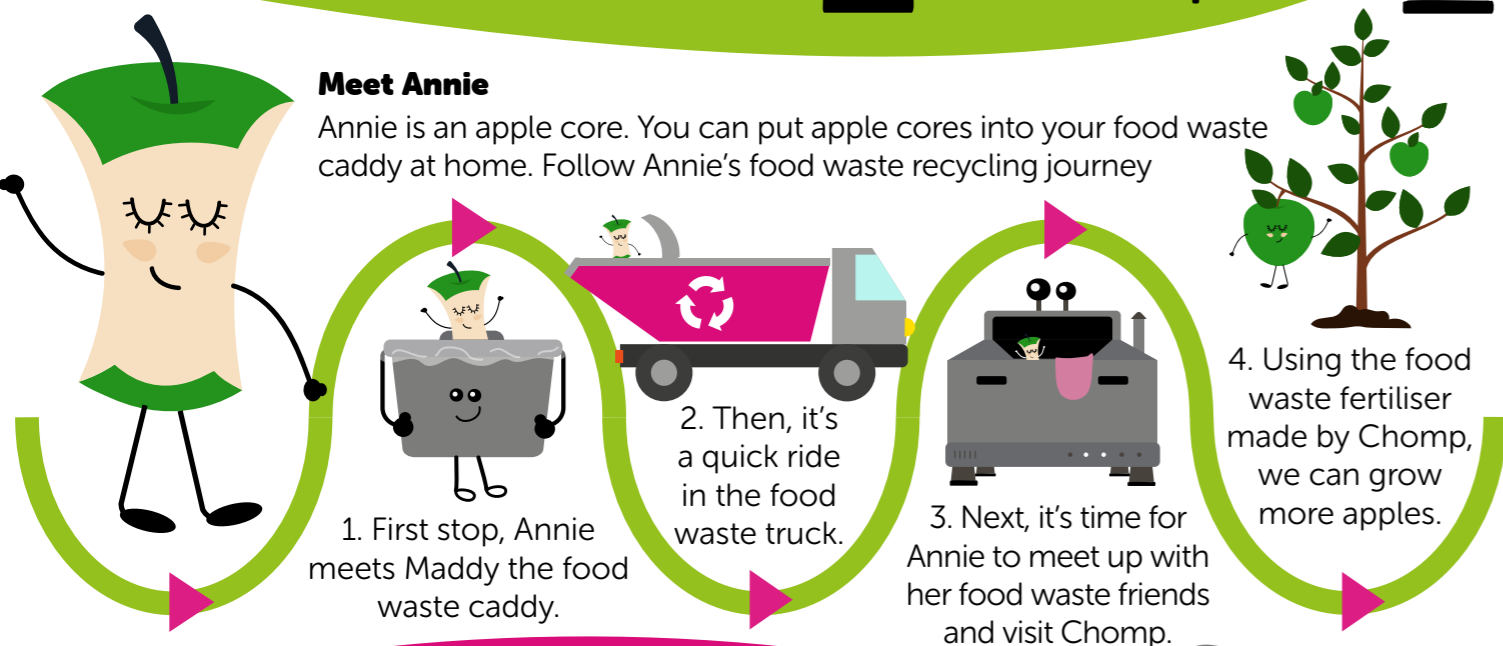 Meet Annie
Annie is an apple core. You can put apple cores into your food waste
caddy at home. Follow Annie’s food waste recycling journey
1. First stop, Annie
meets Maddy the food
waste caddy.
2. Then, it’s
a quick ride
in the food
waste truck.
3. Next, it’s time for
Annie to meet up with
her food waste friends
and visit Chomp.
4. Using the food
waste fertiliser
made by Chomp,
we can grow
more apples.